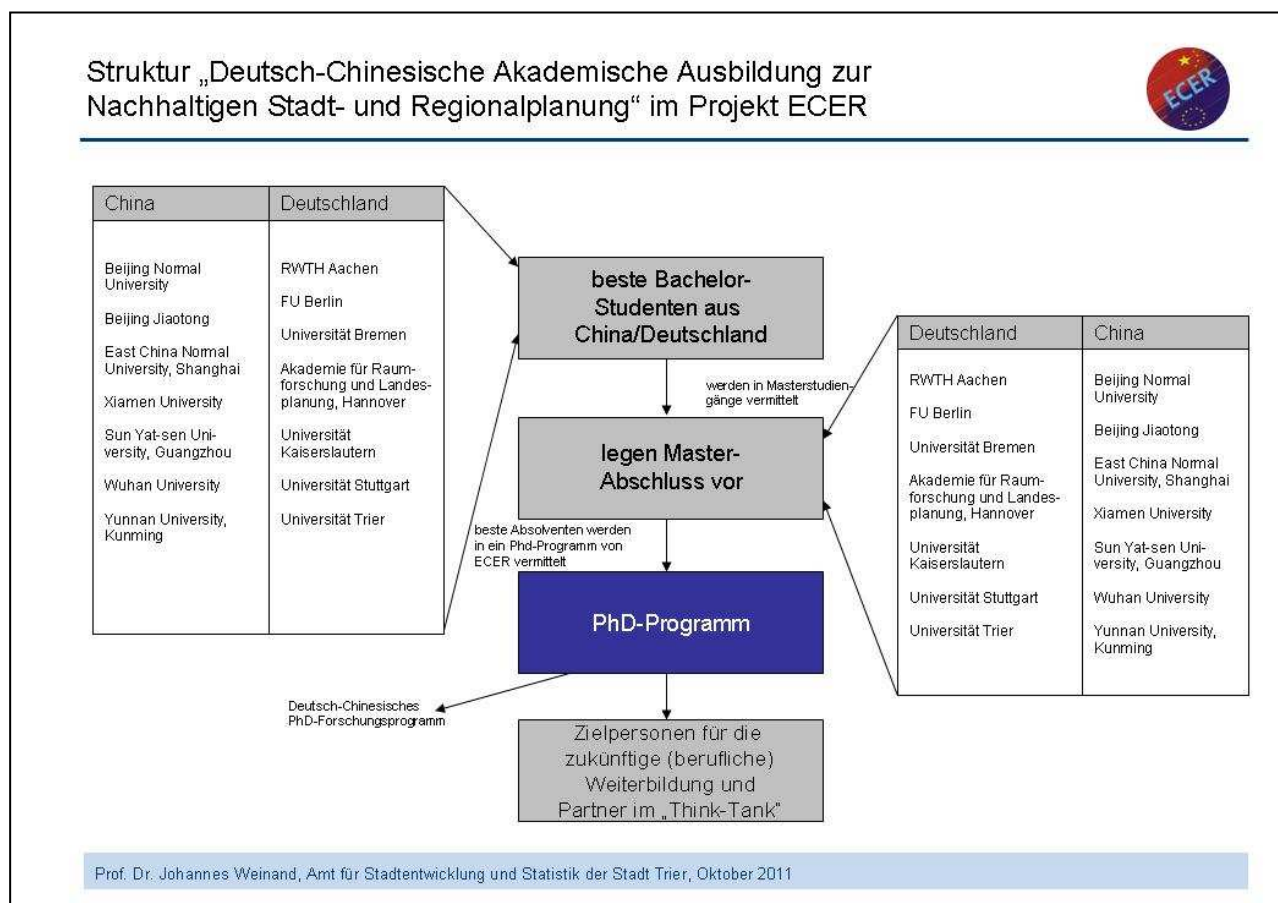 Struktur „Deutsch-Chinesische Akademische Ausbildung zur
Nachhaltigen Stadt- und Regionalplanung“ im Projekt ECER
ECER
China
Beijing Normal
University
Beijing Jiaotong
East China Normal
University, Shanghai
Xiamen University
Sun Yat-sen Uni-
versity, Guangzhou
Wuhan University
Yunnan University,
Kunming
Deutschland
RWTH Aachen
FU Berlin
Universität Bremen
Akademie für Raum-
forschung und Landes-
planung, Hannover
Universität
Kaiserslautern
Universität Stuttgart
Universität Trier
beste Bachelor-
Studenten aus
China/Deutschland
werden in Masterstudien-
gänge vermittelt
legen Master-
Abschluss vor
beste Absolventen werden
in ein Phd-Programm von
ECER vermittelt
PhD-Programm
Deutsch-Chinesisches
PhD-Forschungsprogramm
Zielpersonen für die
zukünftige (berufliche)
Weiterbildung und
Partner im „Think-Tank“
Deutschland
RWTH Aachen
FU Berlin
Universität Bremen
Akademie für Raum-
forschung und Landes-
planung, Hannover
Universität
Kaiserslautern
Universität Stuttgart
Universität Trier
China
Beijing Normal
University
Beijing Jiaotong
East China Normal
University, Shanghai
Xiamen University
Sun Yat-sen Uni-
versity, Guangzhou
Wuhan University
Yunnan University,
Kunming
Prof. Dr. Johannes Weinand, Amt für Stadtentwicklung und Statistik der Stadt Trier, Oktober 2011